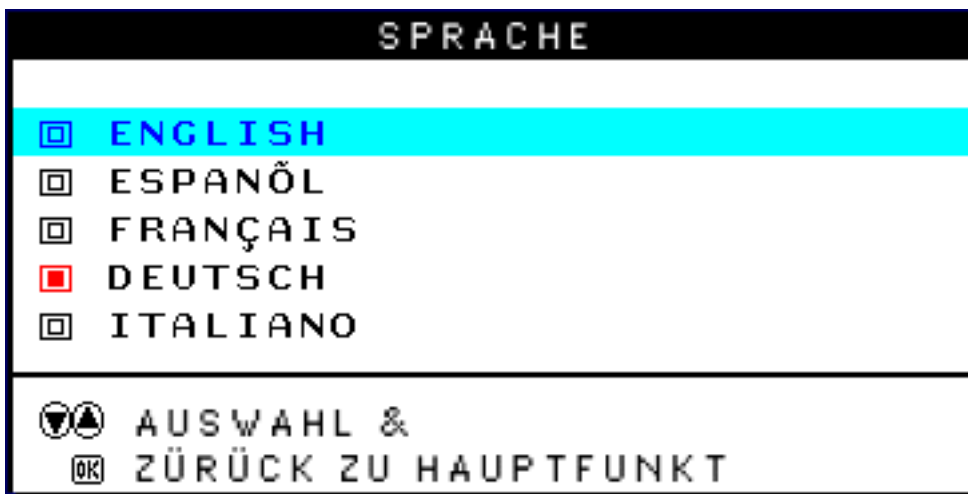 SPRACHE
ENGLISH
ESPANÕL
FRANÇAIS
DEUTSCH
ITALIANO
AUSWAHL &
OK ZÜRÜCK ZU HAUPTFUNKT